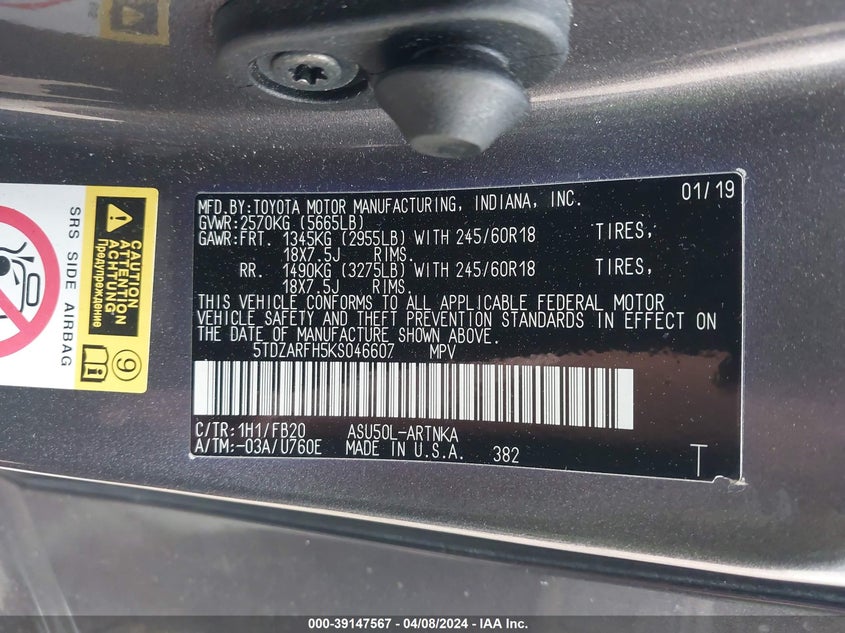 SRS SIDE AIRBAG
CAUTION
ATTENTION
ACHTUNG
Предупреждение
9
MFD.BY:TOYOTA MOTOR MANUFACTURING, INDIANA, INC. 01/19
GVWR:2570KG (5665LB)
GAWR:FRT. 1345KG (2955LB) WITH 245/60R18 TIRES,
18X7.5J RIMS.
RR. 1490KG (3275LB) WITH 245/60R18 TIRES,
18X7.5J RIMS.
THIS VEHICLE CONFORMS TO ALL APPLICABLE FEDERAL MOTOR
VEHICLE SAFETY AND THEFT PREVENTION STANDARDS IN EFFECT ON
THE DATE OF MANUFACTURE SHOWN ABOVE.
5TDZARFH5KS046607 MPV
C/TR:1H1/FB20 ASU50L-ARTNKA
A/TM:-03A/U760E MADE IN U.S.A. 382 T
000-39147567 - 04/08/2024 - IAA Inc.